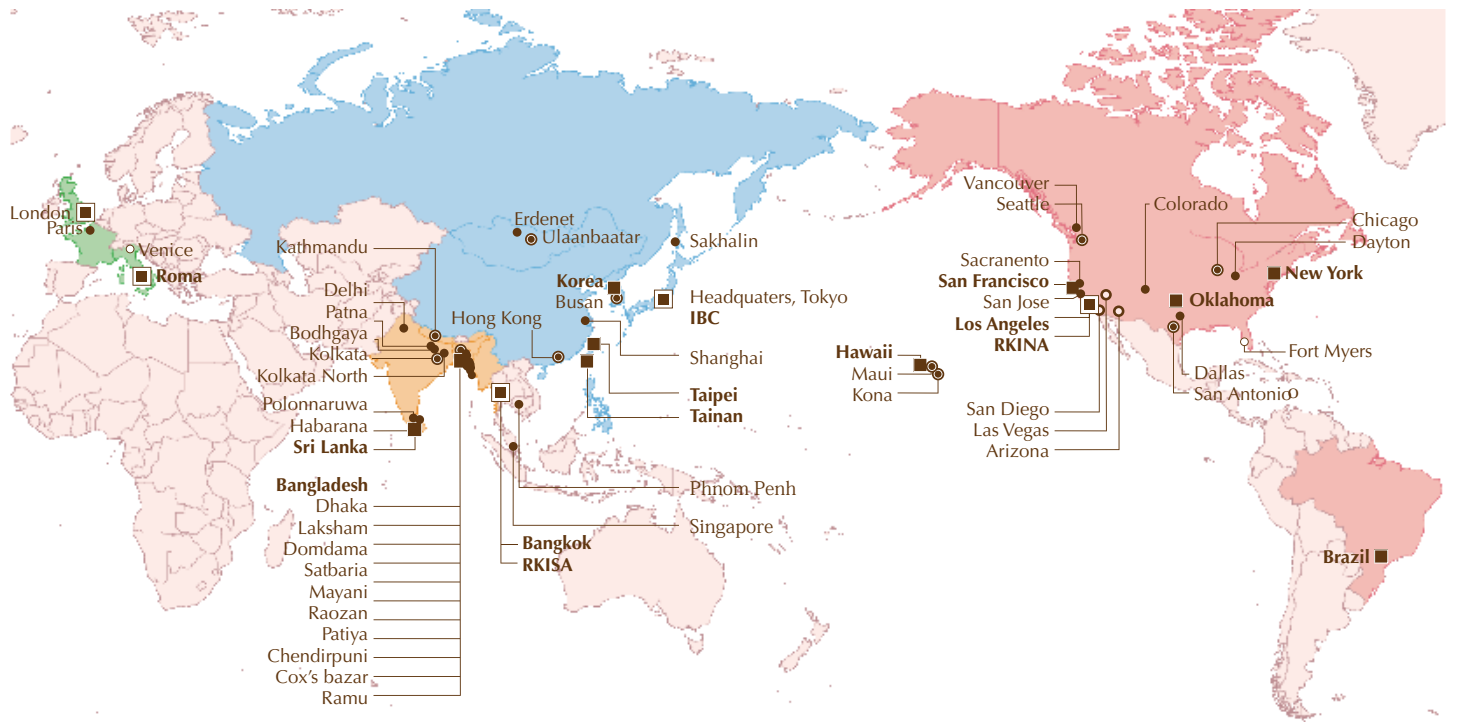 London
Paris
Venice
Roma
Kathmandu
Delhi
Patna
Bodhgaya
Kolkata
Kolkata North
Polonnaruwa
Habarana
Sri Lanka
Bangladesh
Dhaka
Laksham
Domdama
Satbaria
Mayani
Raozan
Patiya
Chendirpuni
Cox's bazar
Ramu
Erdenet
Ulaanbaatar
Sakhalin
Korea
Busan
Headquaters, Tokyo
IBC
Hong Kong
Shanghai
Taipei
Tainan
Phnom Penh
Singapore
Bangkok
RKISA
Hawaii
Maui
Kona
Vancouver
Seattle
Sacranento
San Francisco
San Jose
Los Angeles
RKINA
San Diego
Las Vegas
Arizona
Colorado
Chicago
Dayton
New York
Oklahoma
Fort Myers
Dallas
San Antonio
Brazil